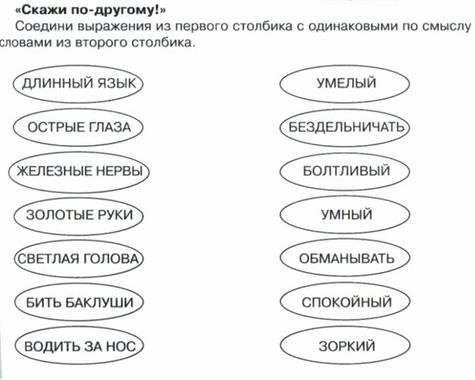 «Скажи по-другому!»
Соедини выражения из первого столбика с одинаковыми по смыслу
словами из второго столбика.
ДЛИННЫЙ ЯЗЫК УМЕЛЫЙ
ОСТРЫЕ ГЛАЗА БЕЗДЕЛЬНИЧАТЬ
ЖЕЛЕЗНЫЕ НЕРВЫ БОЛТЛИВЫЙ
ЗОЛОТЫЕ РУКИ УМНЫЙ
СВЕТЛАЯ ГОЛОВА ОБМАНЫВАТЬ
БИТЬ БАКЛУШИ СПОКОЙНЫЙ
ВОДИТЬ ЗА НОС ЗОРКИЙ